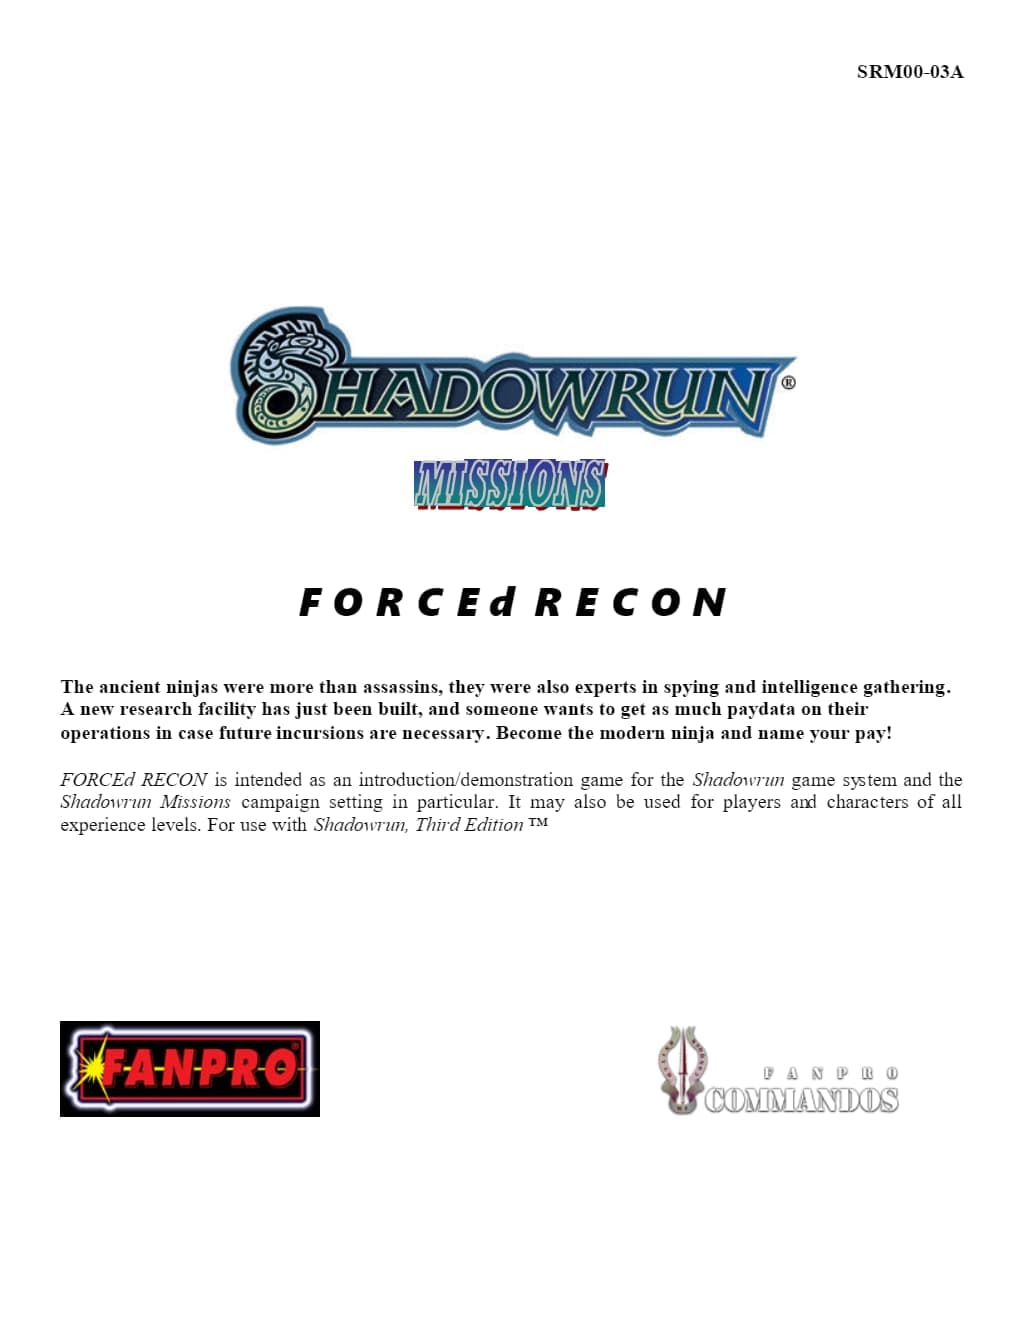 SRM00-03A
SHADOWRUN®
MISSIONS
FORCEd RECON
The ancient ninjas were more than assassins, they were also experts in spying and intelligence gathering.
A new research facility has just been built, and someone wants to get as much paydata on their
operations in case future incursions are necessary. Become the modern ninja and name your pay!
FORCEd RECON is intended as an introduction/demonstration game for the Shadowrun game system and the
Shadowrun Missions campaign setting in particular. It may also be used for players and characters of all
experience levels. For use with Shadowrun, Third Edition ™
FANPRO®
FANPRO
COMMANDOS